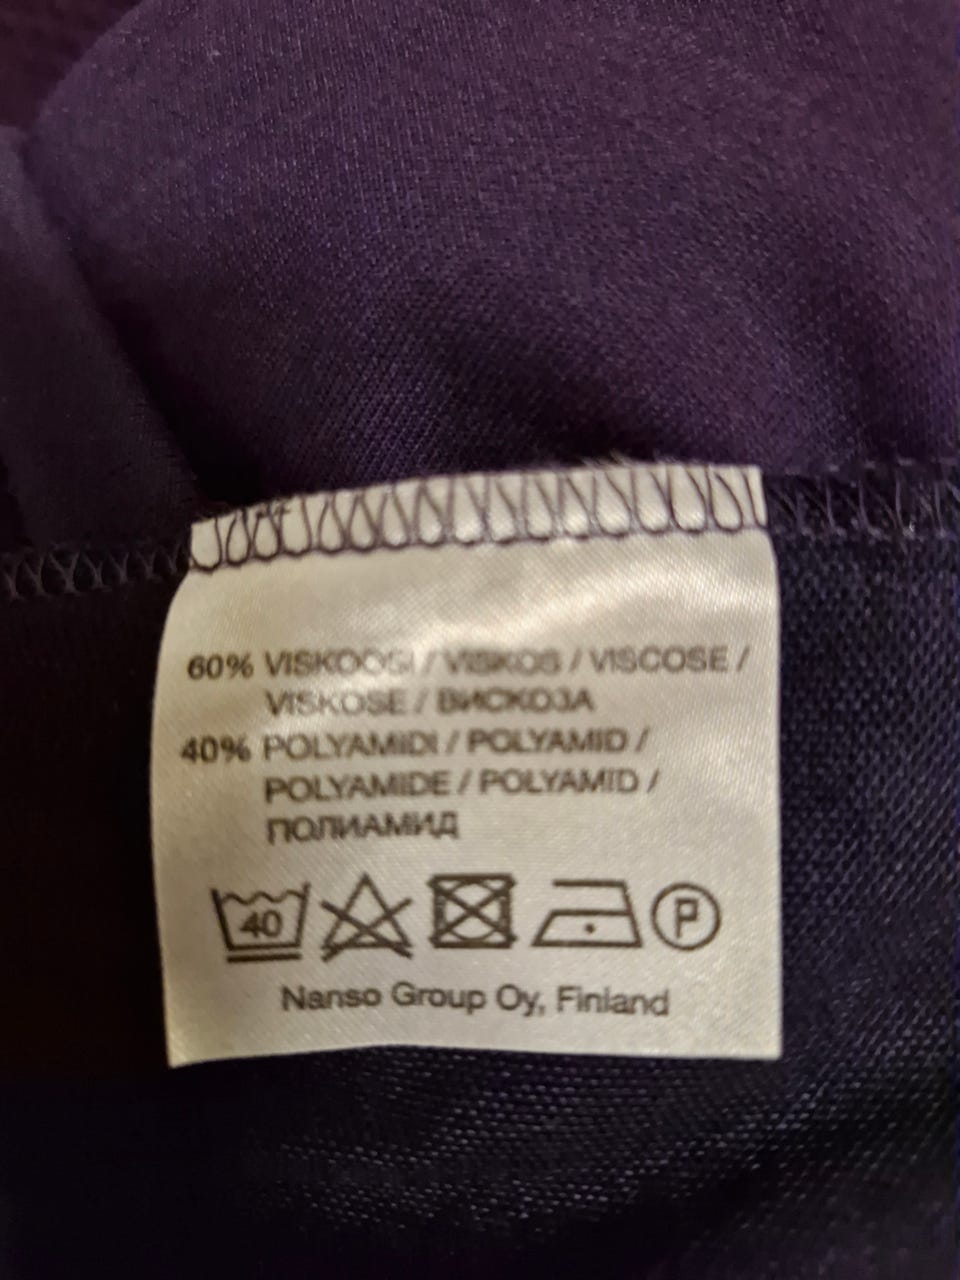 60% VISKOOSI / VISKOS / VISCOSE /
VISKOSE / ВИСКОЗА
40% POLYAMIDI / POLYAMID /
POLYAMIDE / POLYAMID /
ПОЛИАМИД
40 P
Nanso Group Oy, Finland